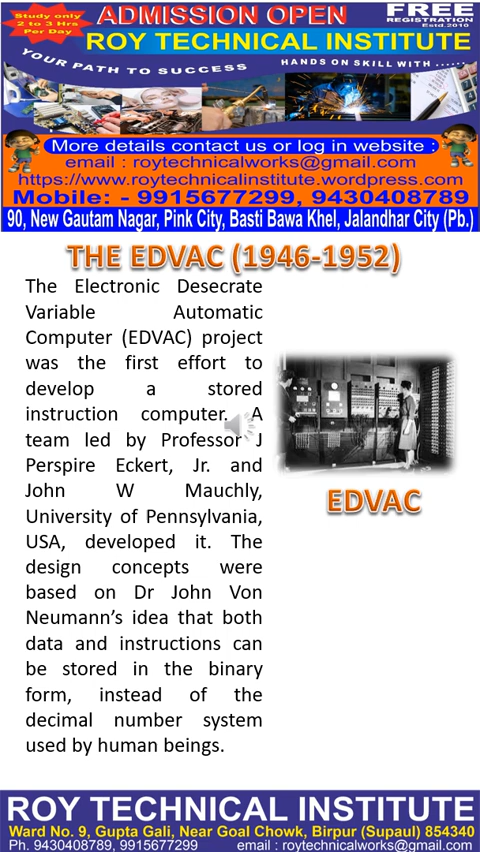 Study only
2 to 3 Hrs
Per Day
ADMISSION OPEN
FREE
REGISTRATION
Estd.2010
ROY TECHNICAL INSTITUTE
YOUR PATH TO SUCCESS
HANDS ON SKILL WITH ......
More details contact us or log in website :
email : roytechnicalworks@gmail.com
https://www.roytechnicalinstitute.wordpress.com
Mobile: - 9915677299, 9430408789
90, New Gautam Nagar, Pink City, Basti Bawa Khel, Jalandhar City (Pb.)
THE EDVAC (1946-1952)
The Electronic Desecrate
Variable Automatic
Computer (EDVAC) project
was the first effort to
develop a stored
instruction computer. A
team led by Professor J
Perspire Eckert, Jr. and
John W Mauchly,
University of Pennsylvania,
USA, developed it. The
design concepts were
based on Dr John Von
Neumann’s idea that both
data and instructions can
be stored in the binary
form, instead of the
decimal number system
used by human beings.
EDVAC
ROY TECHNICAL INSTITUTE
Ward No. 9, Gupta Gali, Near Goal Chowk, Birpur (Supaul) 854340
Ph. 9430408789, 9915677299 email : roytechnicalworks@gmail.com